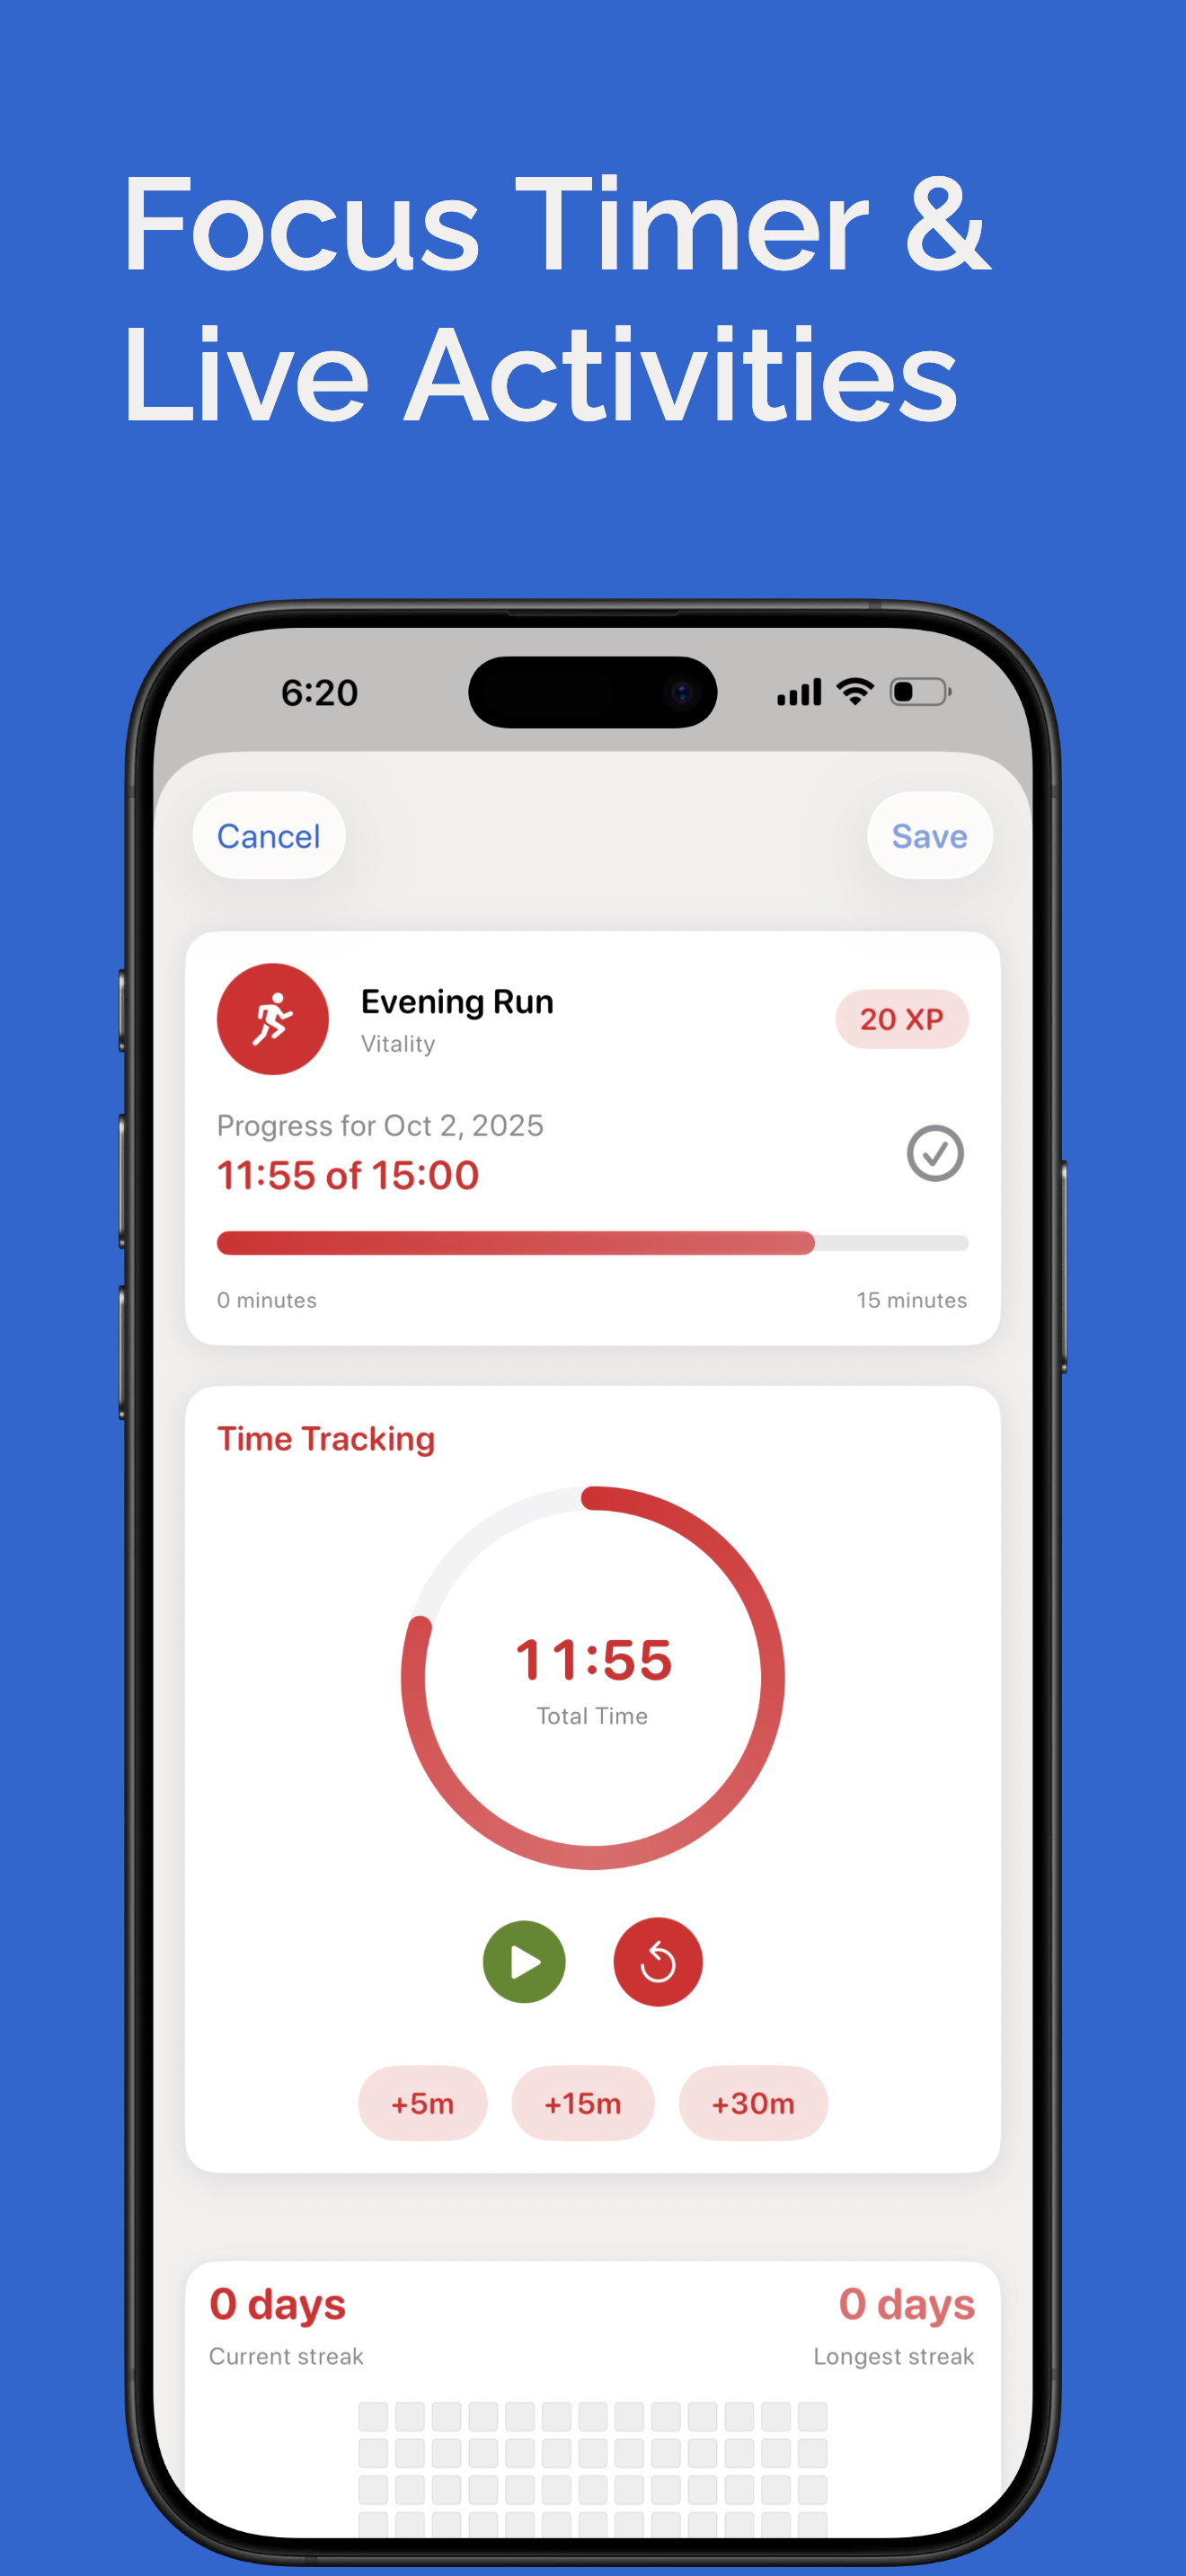 Focus Timer &
Live Activities
6:20
Cancel
Save
Evening Run
Vitality
20 XP
Progress for Oct 2, 2025
11:55 of 15:00
0 minutes
15 minutes
Time Tracking
11:55
Total Time
+5m
+15m
+30m
0 days
0 days
Current streak
Longest streak